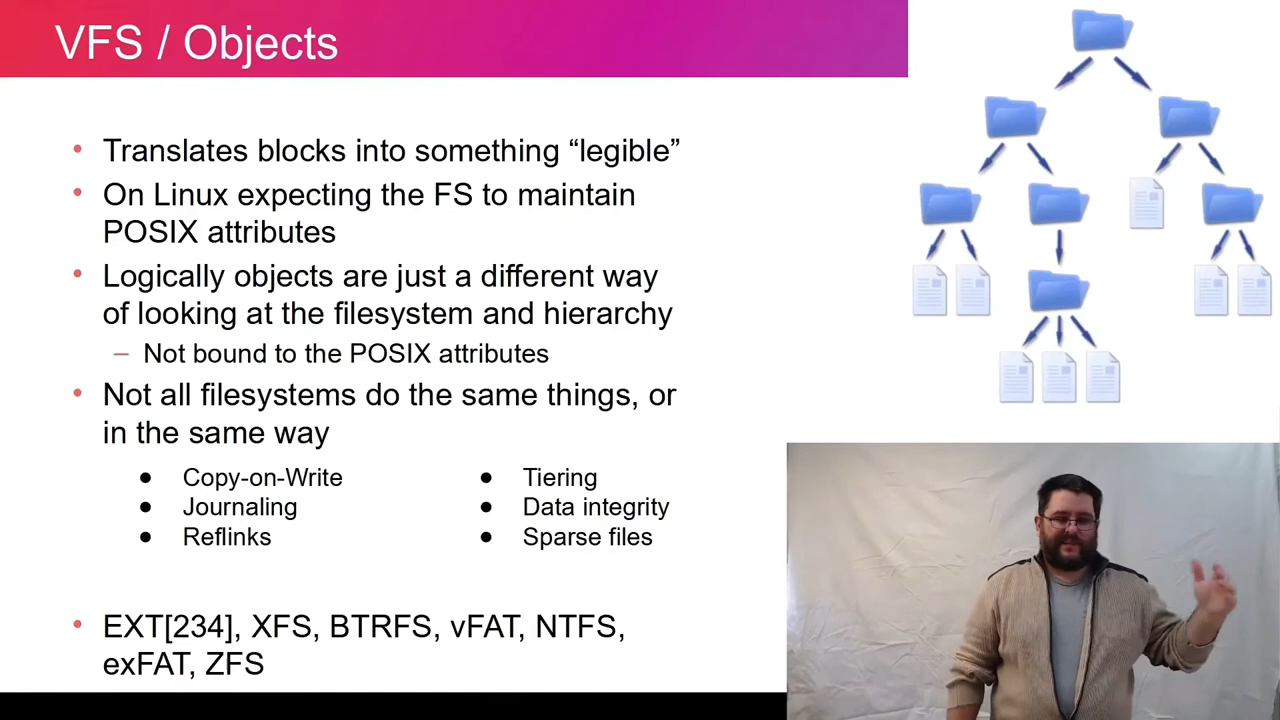 VFS / Objects
• Translates blocks into something “legible”
• On Linux expecting the FS to maintain
POSIX attributes
• Logically objects are just a different way
of looking at the filesystem and hierarchy
– Not bound to the POSIX attributes
• Not all filesystems do the same things, or
in the same way
● Copy-on-Write
● Journaling
● Reflinks
● Tiering
● Data integrity
● Sparse files
• EXT[234], XFS, BTRFS, vFAT, NTFS,
exFAT, ZFS